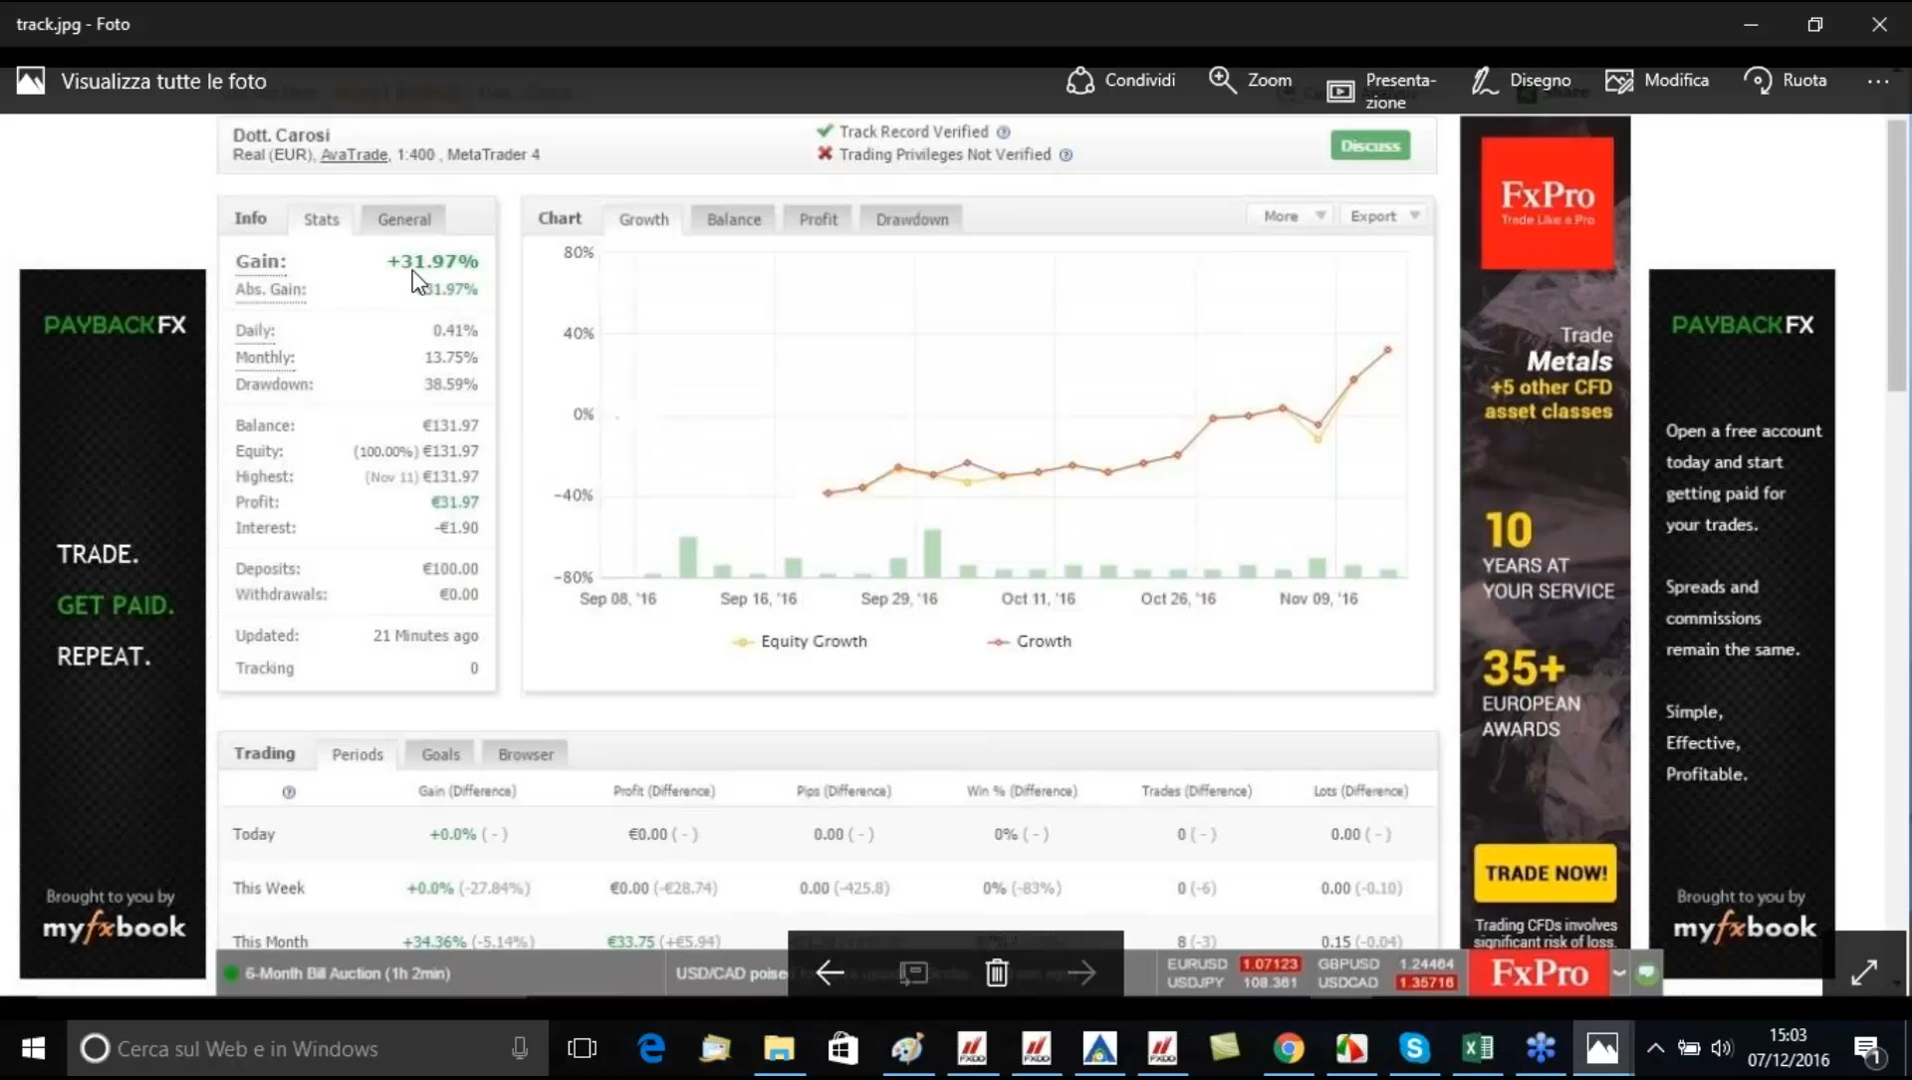 track.jpg - Foto
Visualizza tutte le foto
Condividi
Zoom
Presenta-
zione
Disegno
Modifica
Ruota
Dott. Carosi
Real (EUR), AvaTrade, 1:400 , MetaTrader 4
Track Record Verified
Trading Privileges Not Verified
Discuss
Info Stats General
Gain: +31.97%
Abs. Gain: 31.97%
Daily: 0.41%
Monthly: 13.75%
Drawdown: 38.59%
Balance: €131.97
Equity: (100.00%) €131.97
Highest: (Nov 11) €131.97
Profit: €31.97
Interest: -€1.90
Deposits: €100.00
Withdrawals: €0.00
Updated: 21 Minutes ago
Tracking 0
Chart Growth Balance Profit Drawdown More Export
80%
40%
0%
-40%
-80%
Sep 08, '16 Sep 16, '16 Sep 29, '16 Oct 11, '16 Oct 26, '16 Nov 09, '16
Equity Growth Growth
Trading Periods Goals Browser
Gain (Difference) Profit (Difference) Pips (Difference) Win % (Difference) Trades (Difference) Lots (Difference)
Today +0.0% ( - ) €0.00 ( - ) 0.00 ( - ) 0% ( - ) 0 ( - ) 0.00 ( - )
This Week +0.0% (-27.84%) €0.00 (-€28.74) 0.00 (-425.8) 0% (-83%) 0 (-6) 0.00 (-0.10)
This Month +34.36% (-5.14%) €33.75 (+€5.94) 8 (-3) 0.15 (-0.04)
6-Month Bill Auction (1h 2min)
USD/CAD poised
EURUSD 1.07123 GBPUSD 1.24464
USDJPY 108.361 USDCAD 1.35716
FxPro
PAYBACKFX
TRADE.
GET PAID.
REPEAT.
Brought to you by
myfxbook
FxPro
Trade Like a Pro
Trade
Metals
+5 other CFD
asset classes
10
YEARS AT
YOUR SERVICE
35+
EUROPEAN
AWARDS
TRADE NOW!
Trading CFDs involves
significant risk of loss.
PAYBACKFX
Open a free account
today and start
getting paid for
your trades.
Spreads and
commissions
remain the same.
Simple,
Effective,
Profitable.
Brought to you by
myfxbook
Cerca sul Web e in Windows
FXDD
FXDD
FXDD
15:03
07/12/2016
1